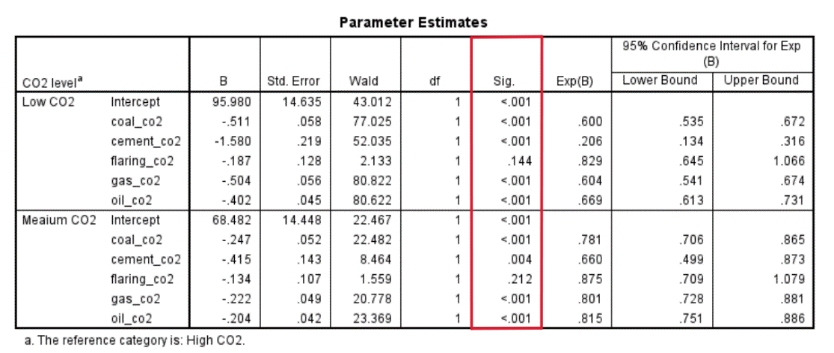 Parameter Estimates
CO2 levelª B Std. Error Wald df Sig. Exp(B) 95% Confidence Interval for Exp (B) Lower Bound Upper Bound
Low CO2 Intercept 95.980 14.635 43.012 1 <.001
coal_co2 -.511 .058 77.025 1 <.001 .600 .535 .672
cement_co2 -1.580 .219 52.035 1 <.001 .206 .134 .316
flaring_co2 -.187 .128 2.133 1 .144 .829 .645 1.066
gas_co2 -.504 .056 80.822 1 <.001 .604 .541 .674
oil_co2 -.402 .045 80.622 1 <.001 .669 .613 .731
Meaium CO2 Intercept 68.482 14.448 22.467 1 <.001
coal_co2 -.247 .052 22.482 1 <.001 .781 .706 .865
cement_co2 -.415 .143 8.464 1 .004 .660 .499 .873
flaring_co2 -.134 .107 1.559 1 .212 .875 .709 1.079
gas_co2 -.222 .049 20.778 1 <.001 .801 .728 .881
oil_co2 -.204 .042 23.369 1 <.001 .815 .751 .886
a. The reference category is: High CO2.